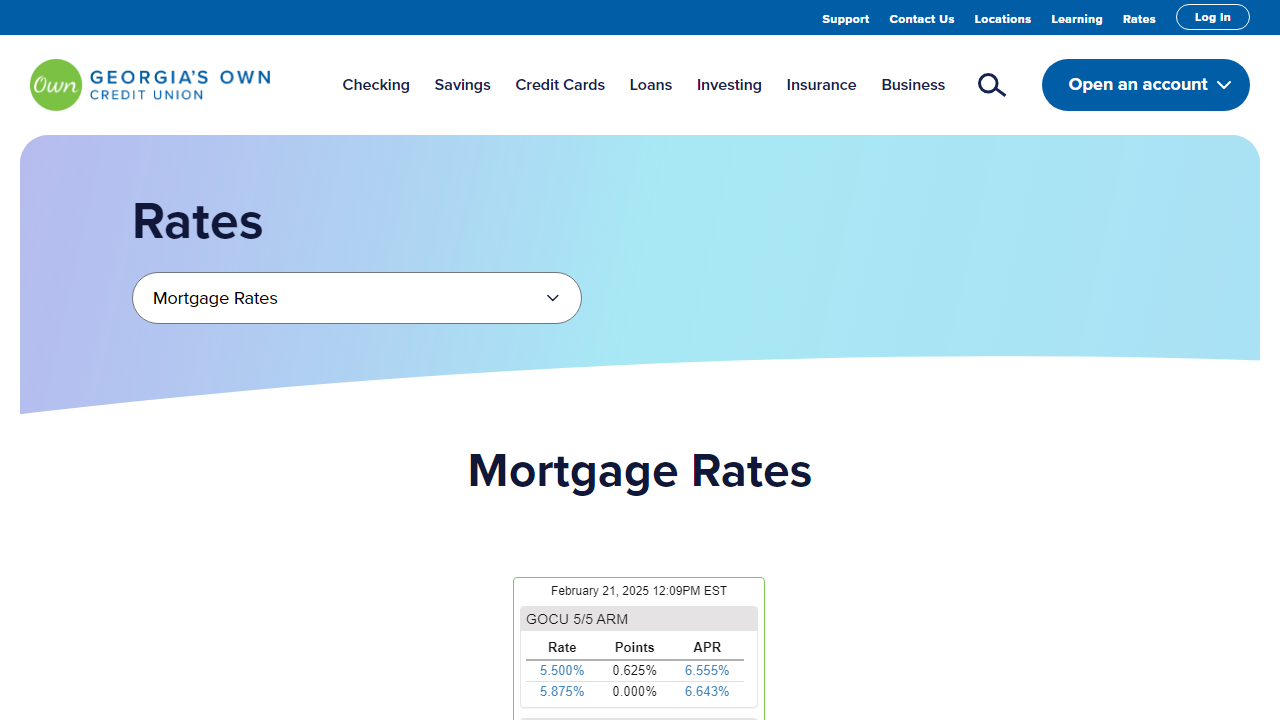 Support Contact Us Locations Learning Rates Log In
Own GEORGIA'S OWN
CREDIT UNION
Checking Savings Credit Cards Loans Investing Insurance Business Open an account
Rates
Mortgage Rates
Mortgage Rates
February 21, 2025 12:09PM EST
GOCU 5/5 ARM
Rate Points APR
5.500% 0.625% 6.555%
5.875% 0.000% 6.643%